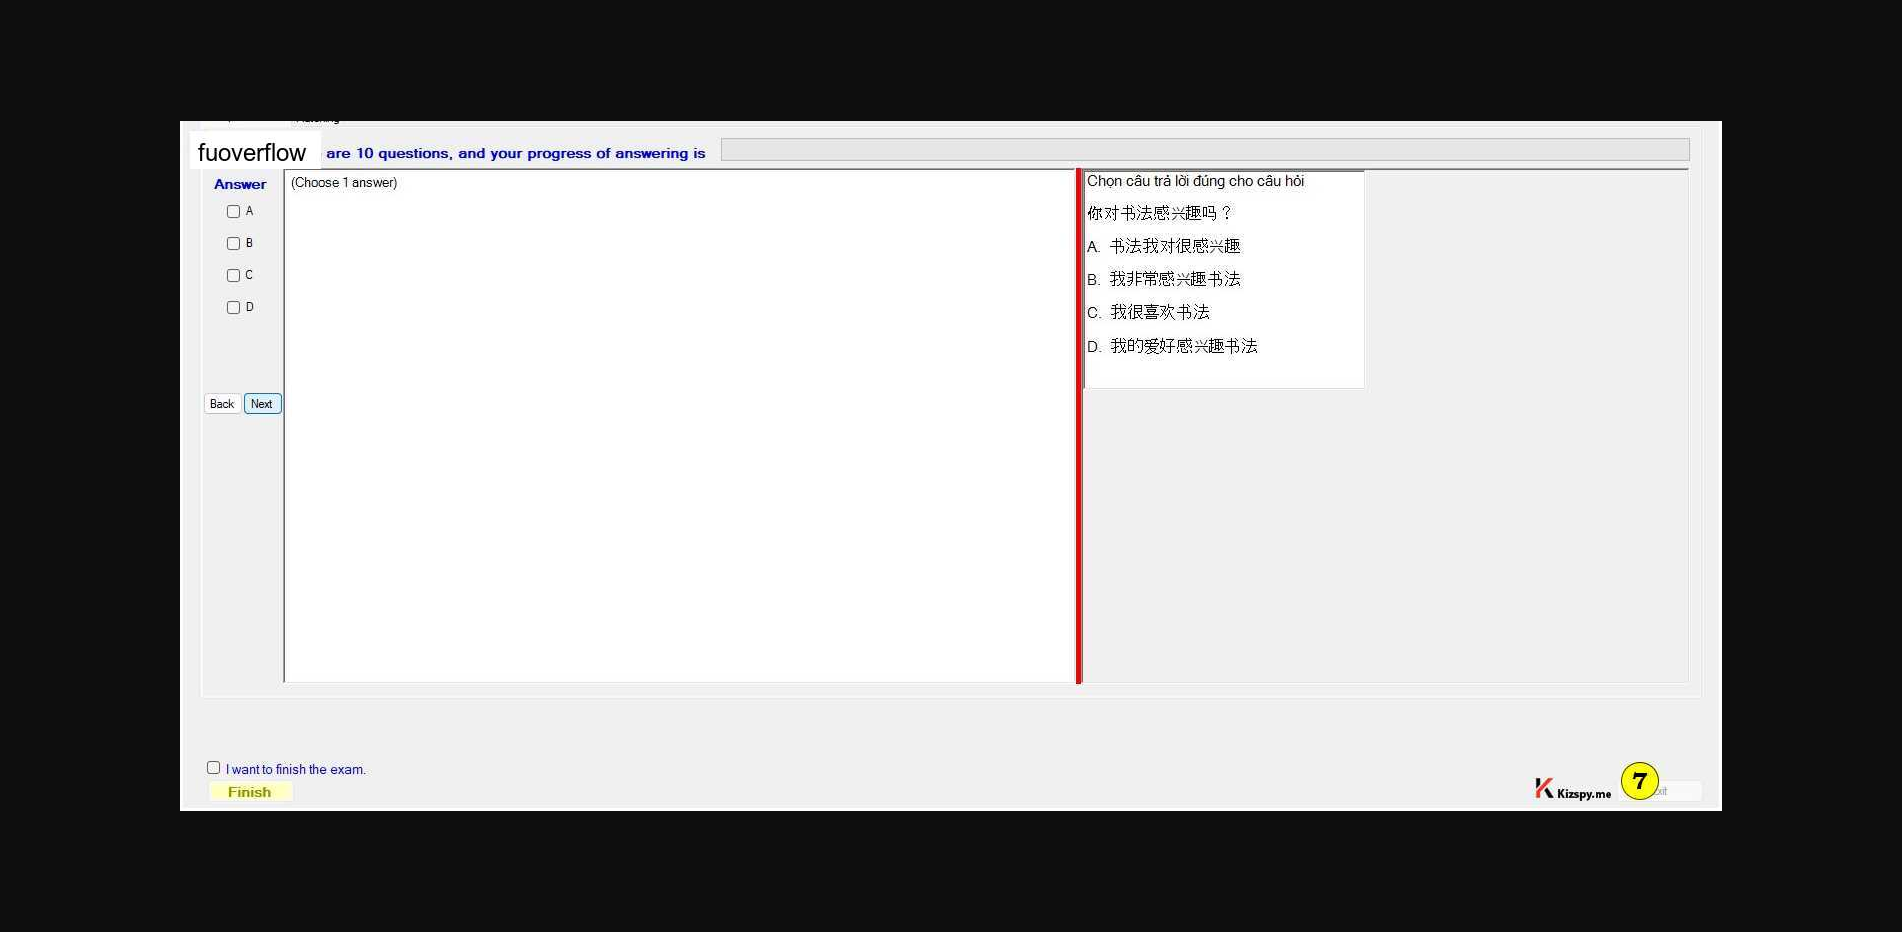 fuoverflow are 10 questions, and your progress of answering is
Answer
(Choose 1 answer)
A
B
C
D
Back Next
Chọn câu trả lời đúng cho câu hỏi
你对书法感兴趣吗？
A. 书法我对很感兴趣
B. 我非常感兴趣书法
C. 我很喜欢书法
D. 我的爱好感兴趣书法
I want to finish the exam.
Finish
Kizspy.me
7